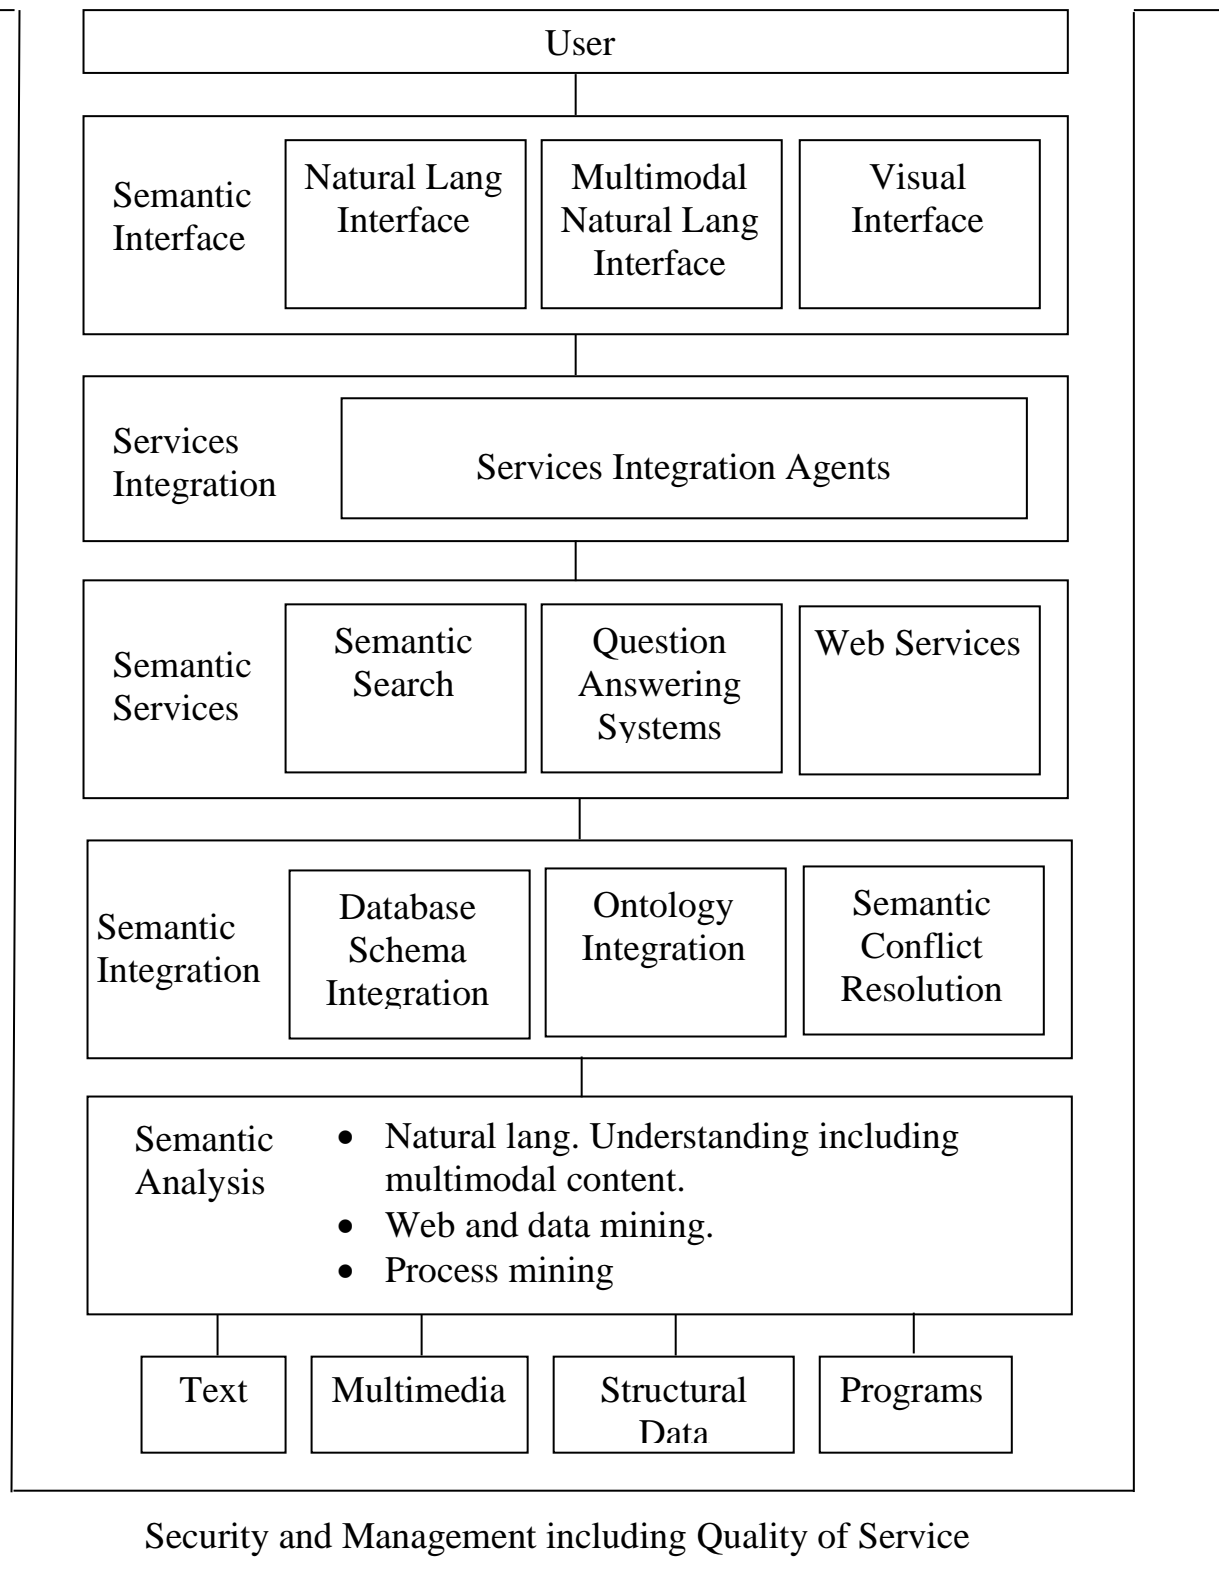 User
Semantic
Interface
Natural Lang
Interface
Multimodal
Natural Lang
Interface
Visual
Interface
Services
Integration
Services Integration Agents
Semantic
Services
Semantic
Search
Question
Answering
Systems
Web Services
Semantic
Integration
Database
Schema
Integration
Ontology
Integration
Semantic
Conflict
Resolution
Semantic
Analysis
• Natural lang. Understanding including
multimodal content.
• Web and data mining.
• Process mining
Text
Multimedia
Structural
Data
Programs
Security and Management including Quality of Service